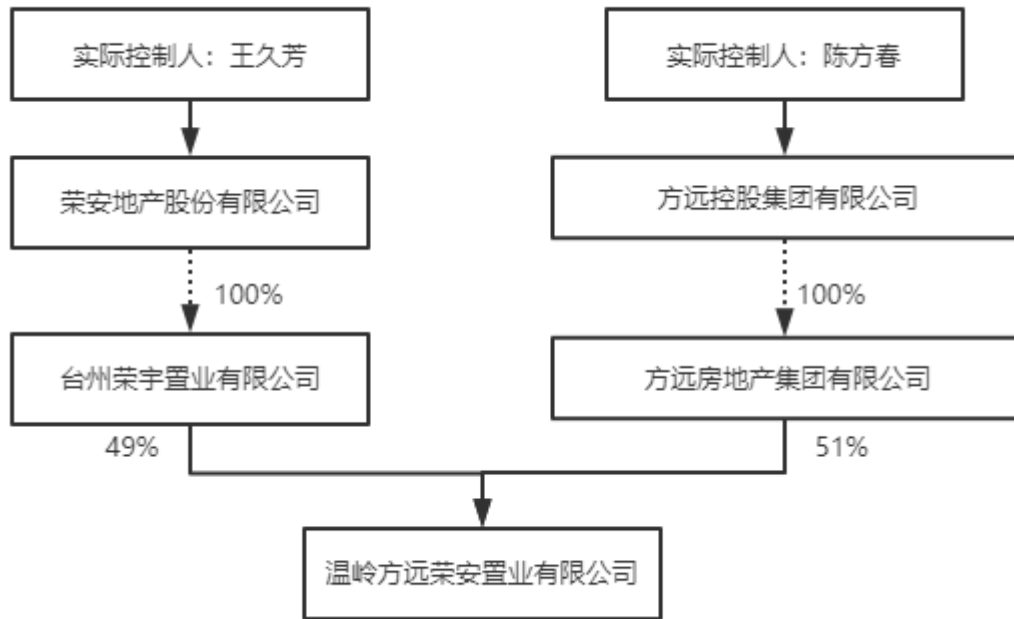 实际控制人：王久芳
实际控制人：陈方春
荣安地产股份有限公司
方远控股集团有限公司
100%
100%
台州荣宇置业有限公司
方远房地产集团有限公司
49%
51%
温岭方远荣安置业有限公司